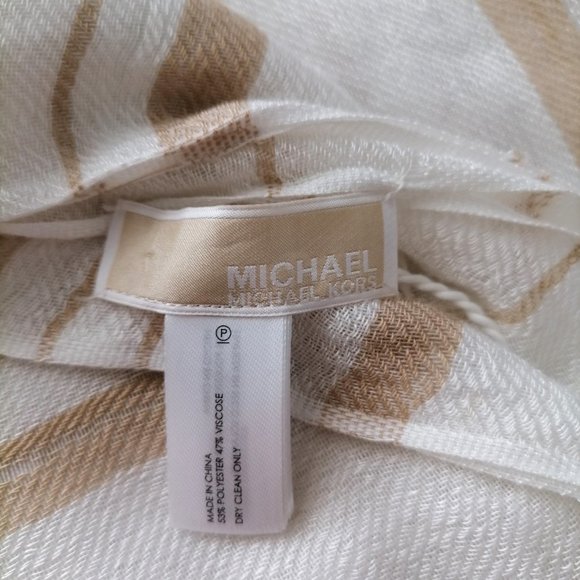 MICHAEL
MICHAEL KORS
P
MADE IN CHINA
53% POLYESTER 47% VISCOSE
DRY CLEAN ONLY